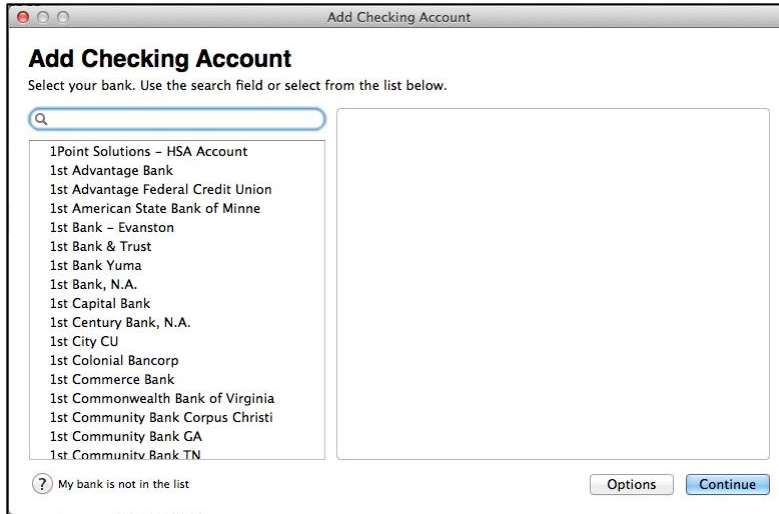 Add Checking Account
Add Checking Account
Select your bank. Use the search field or select from the list below.
1Point Solutions – HSA Account
1st Advantage Bank
1st Advantage Federal Credit Union
1st American State Bank of Minne
1st Bank – Evanston
1st Bank & Trust
1st Bank Yuma
1st Bank, N.A.
1st Capital Bank
1st Century Bank, N.A.
1st City CU
1st Colonial Bancorp
1st Commerce Bank
1st Commonwealth Bank of Virginia
1st Community Bank Corpus Christi
1st Community Bank GA
1st Community Bank TN
? My bank is not in the list
Options Continue